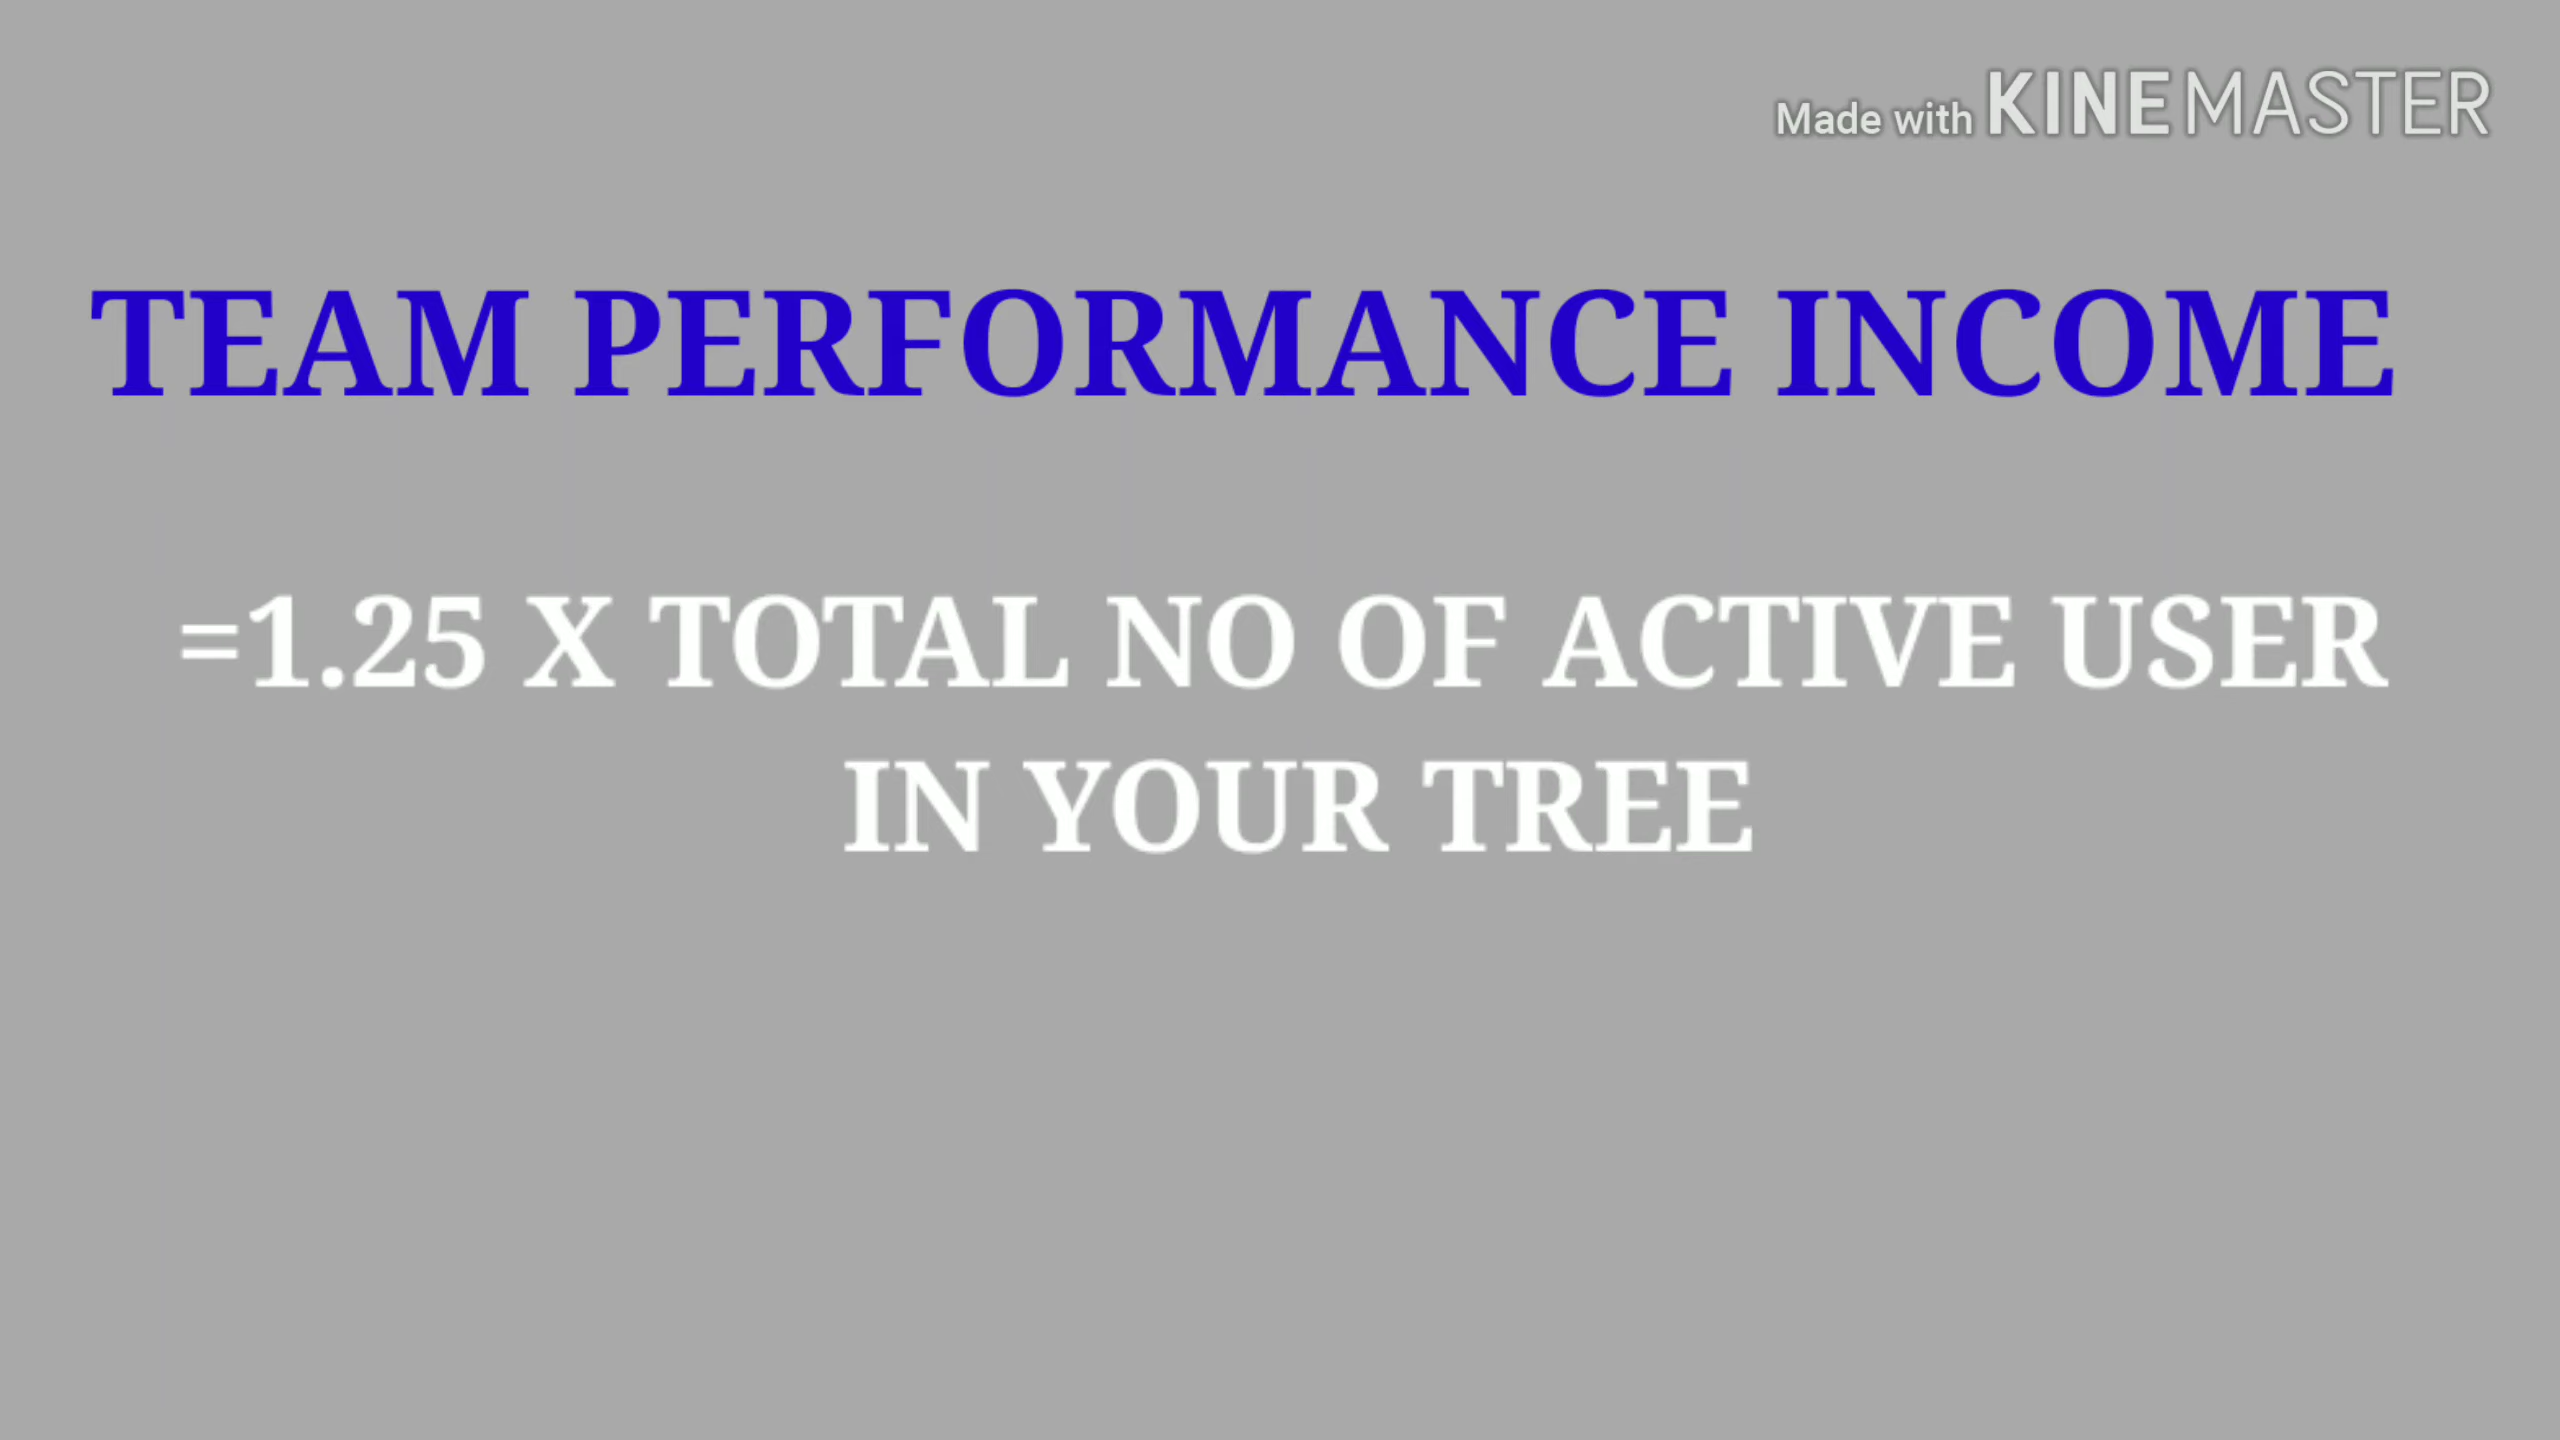 Made with KINEMASTER
TEAM PERFORMANCE INCOME
=1.25 X TOTAL NO OF ACTIVE USER
IN YOUR TREE